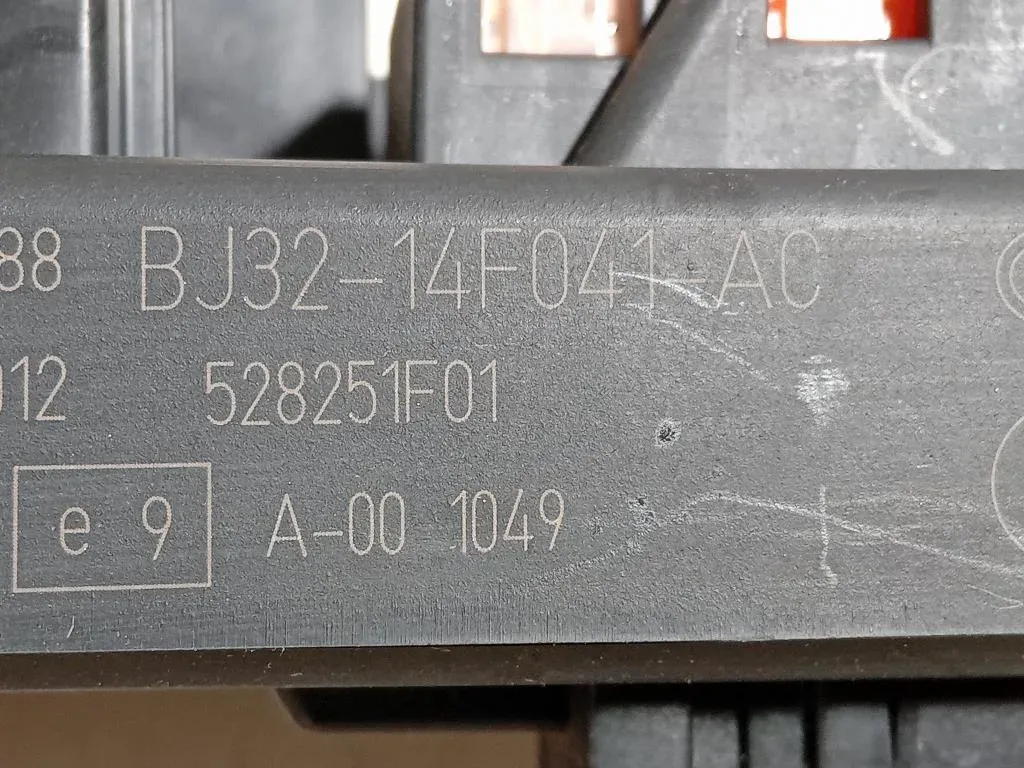 88 BJ32-14F041-AC
012 528251F01
e 9 A-00 1049